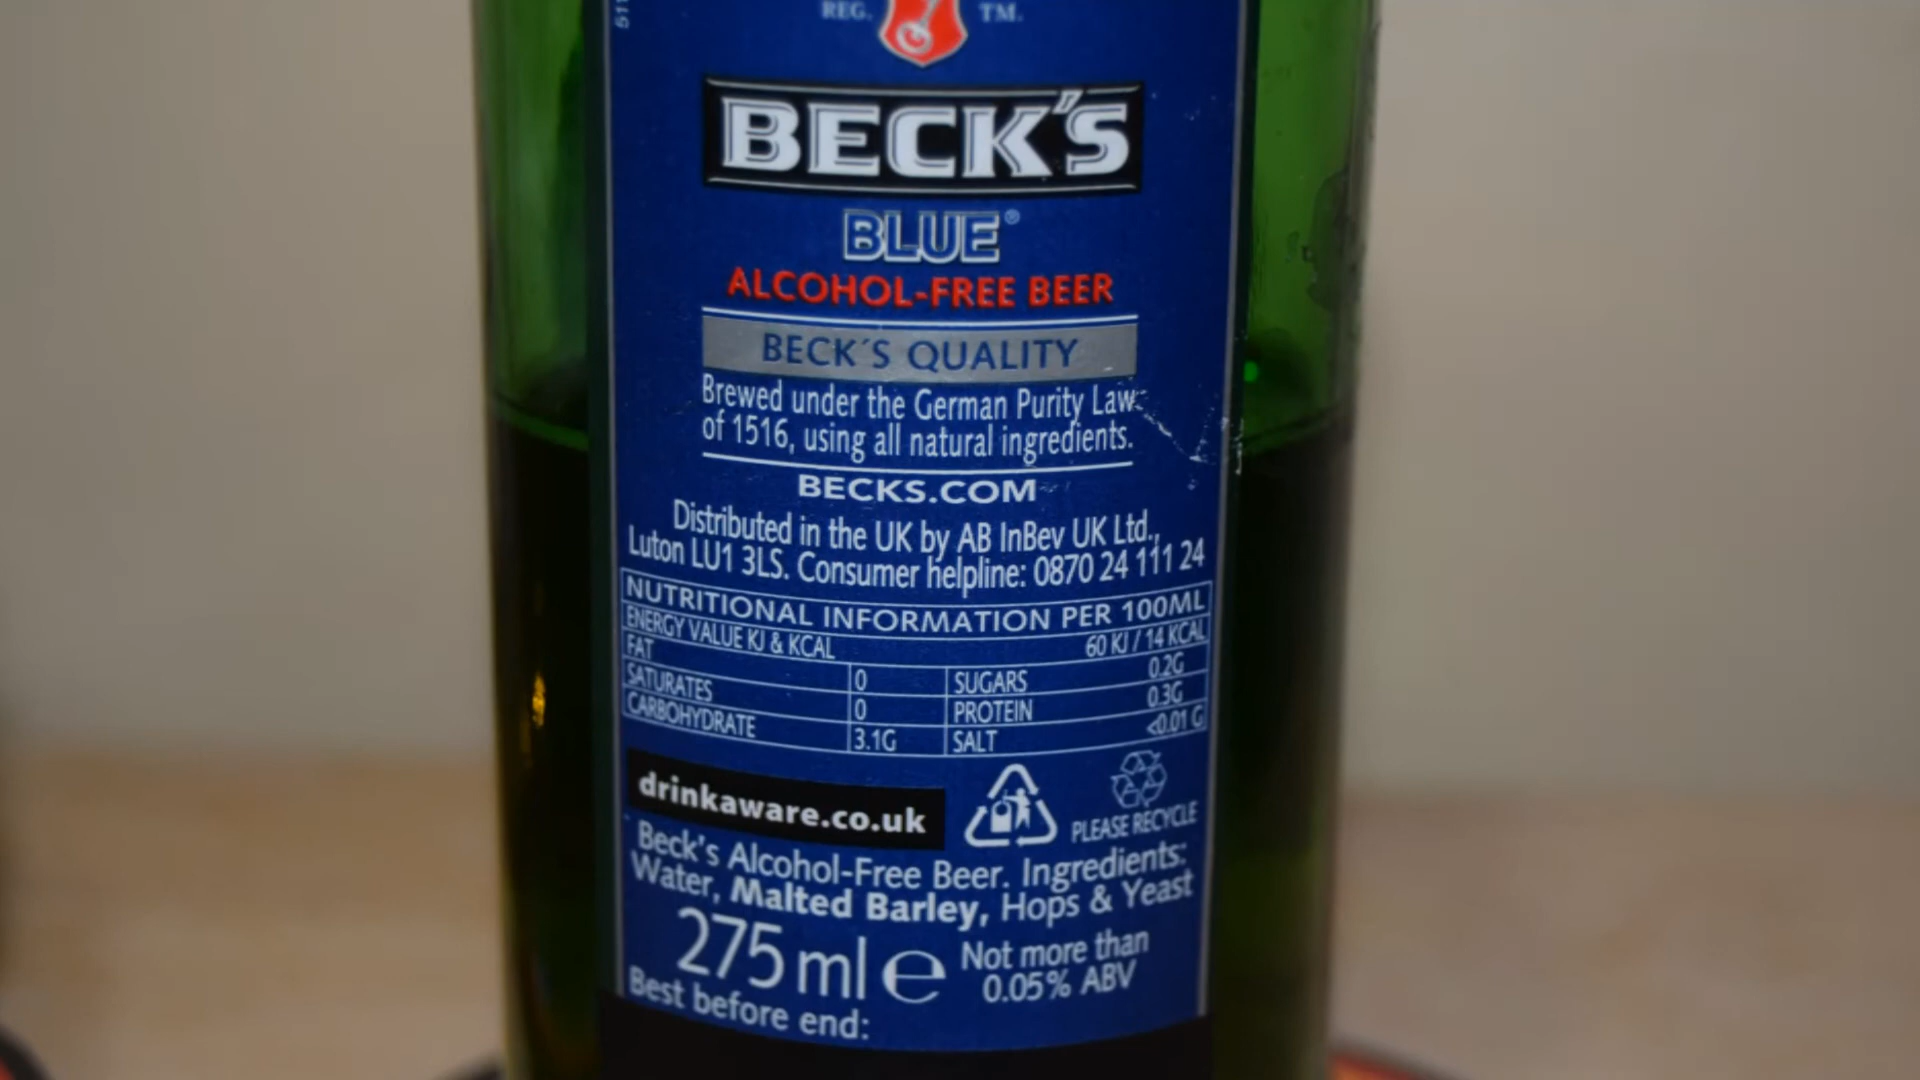 REG. TM.
BECK'S
BLUE®
ALCOHOL-FREE BEER
BECK´S QUALITY
Brewed under the German Purity Law
of 1516, using all natural ingredients.
BECKS.COM
Distributed in the UK by AB InBev UK Ltd.,
Luton LU1 3LS. Consumer helpline: 0870 24 111 24
NUTRITIONAL INFORMATION PER 100ML
ENERGY VALUE KJ & KCAL 60 KJ / 14 KCAL
FAT 0 SUGARS 0.2G
SATURATES 0 PROTEIN 0.3G
CARBOHYDRATE 3.1G SALT <0.01 G
drinkaware.co.uk
PLEASE RECYCLE
Beck's Alcohol-Free Beer. Ingredients:
Water, Malted Barley, Hops & Yeast
275 ml e Not more than
0.05% ABV
Best before end: